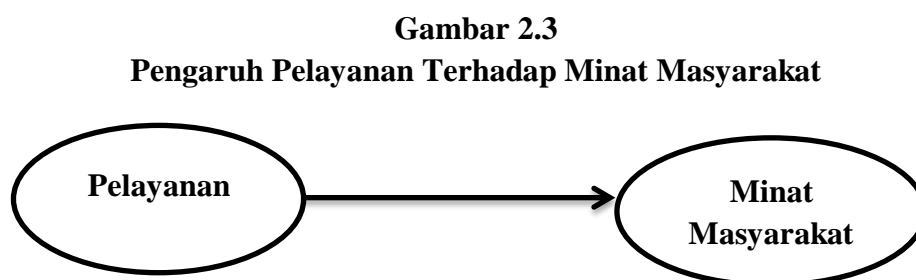 Gambar 2.3
Pengaruh Pelayanan Terhadap Minat Masyarakat
Pelayanan
Minat
Masyarakat